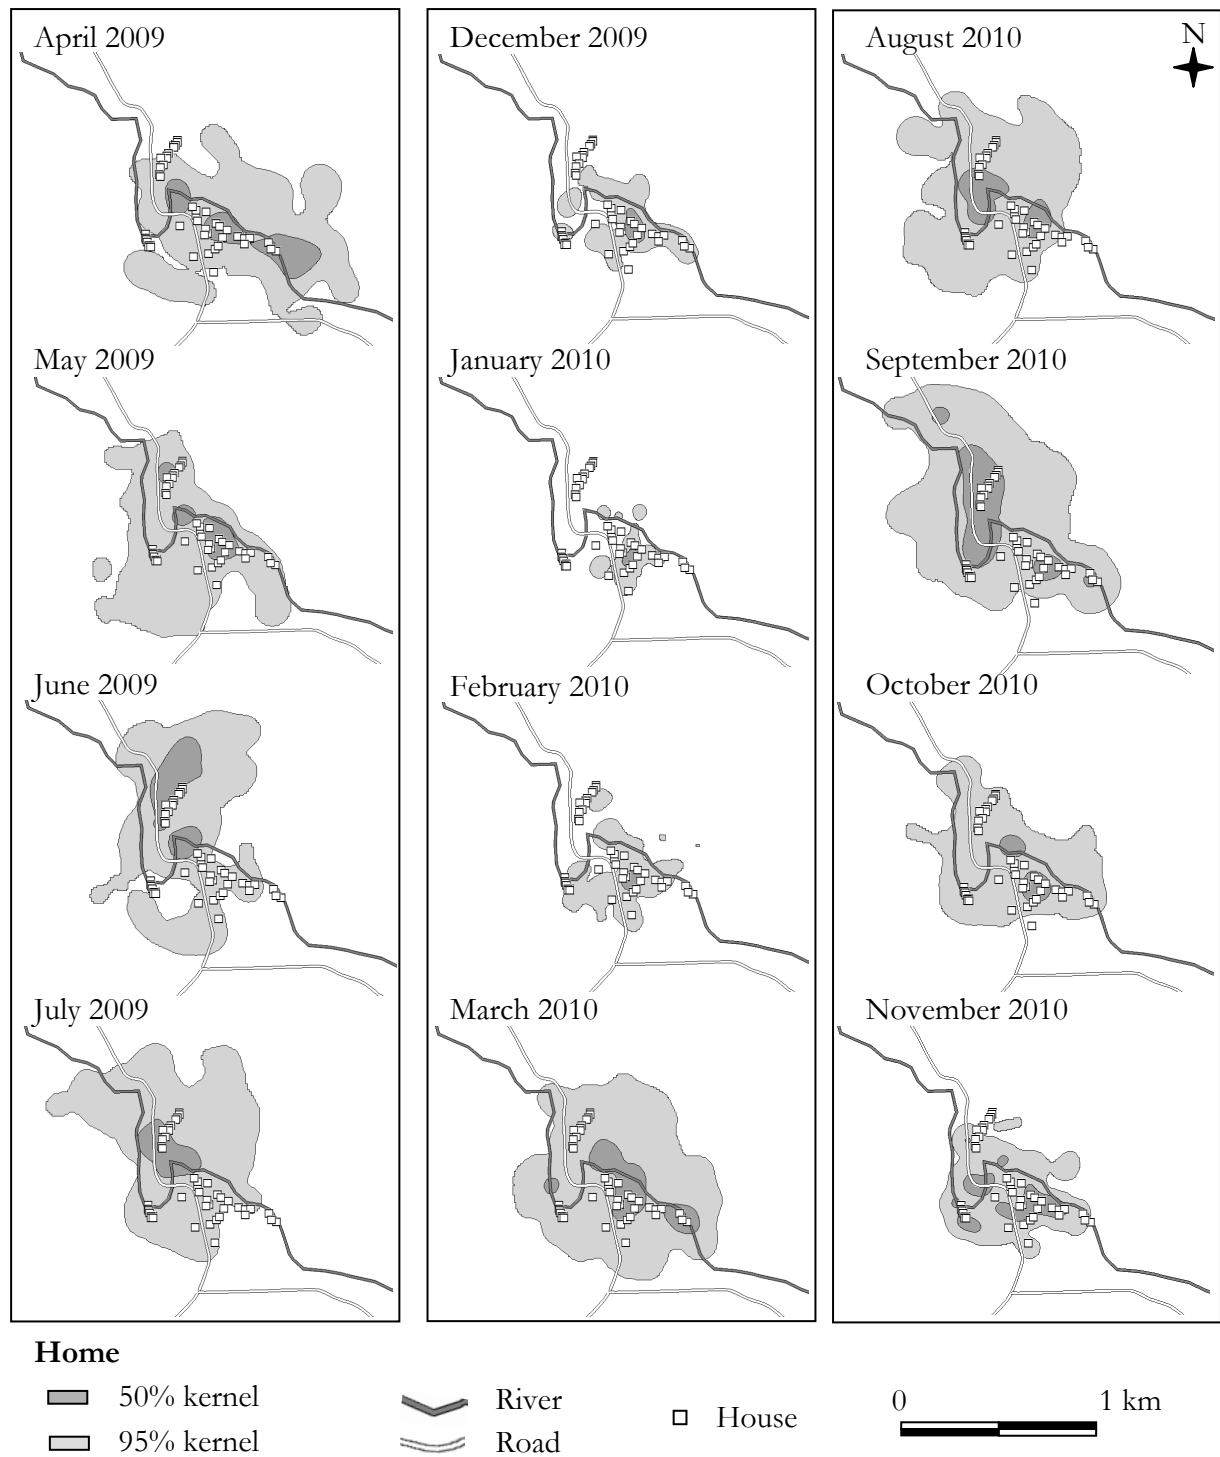 April 2009
December 2009
August 2010
N
May 2009
January 2010
September 2010
June 2009
February 2010
October 2010
July 2009
March 2010
November 2010
Home
50% kernel
95% kernel
River
Road
House
0 1 km